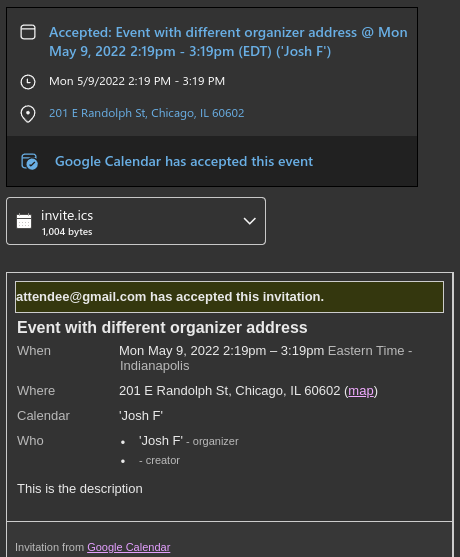 Accepted: Event with different organizer address @ Mon
May 9, 2022 2:19pm - 3:19pm (EDT) ('Josh F')
Mon 5/9/2022 2:19 PM - 3:19 PM
201 E Randolph St, Chicago, IL 60602
Google Calendar has accepted this event
invite.ics
1,004 bytes
attendee@gmail.com has accepted this invitation.
Event with different organizer address
When Mon May 9, 2022 2:19pm – 3:19pm Eastern Time -
Indianapolis
Where 201 E Randolph St, Chicago, IL 60602 (map)
Calendar 'Josh F'
Who • 'Josh F' - organizer
• - creator
This is the description
Invitation from Google Calendar